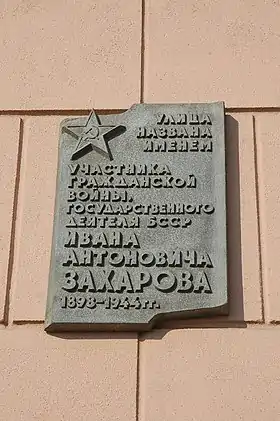 УЛИЦА
НАЗВАНА
ИМЕНЕМ
УЧАСТНИКА
ГРАЖДАНСКОЙ
ВОЙНЫ,
ГОСУДАРСТВЕННОГО
ДЕЯТЕЛЯ БССР
ИВАНА
АНТОНОВИЧА
ЗАХАРОВА
1898-1944гг.